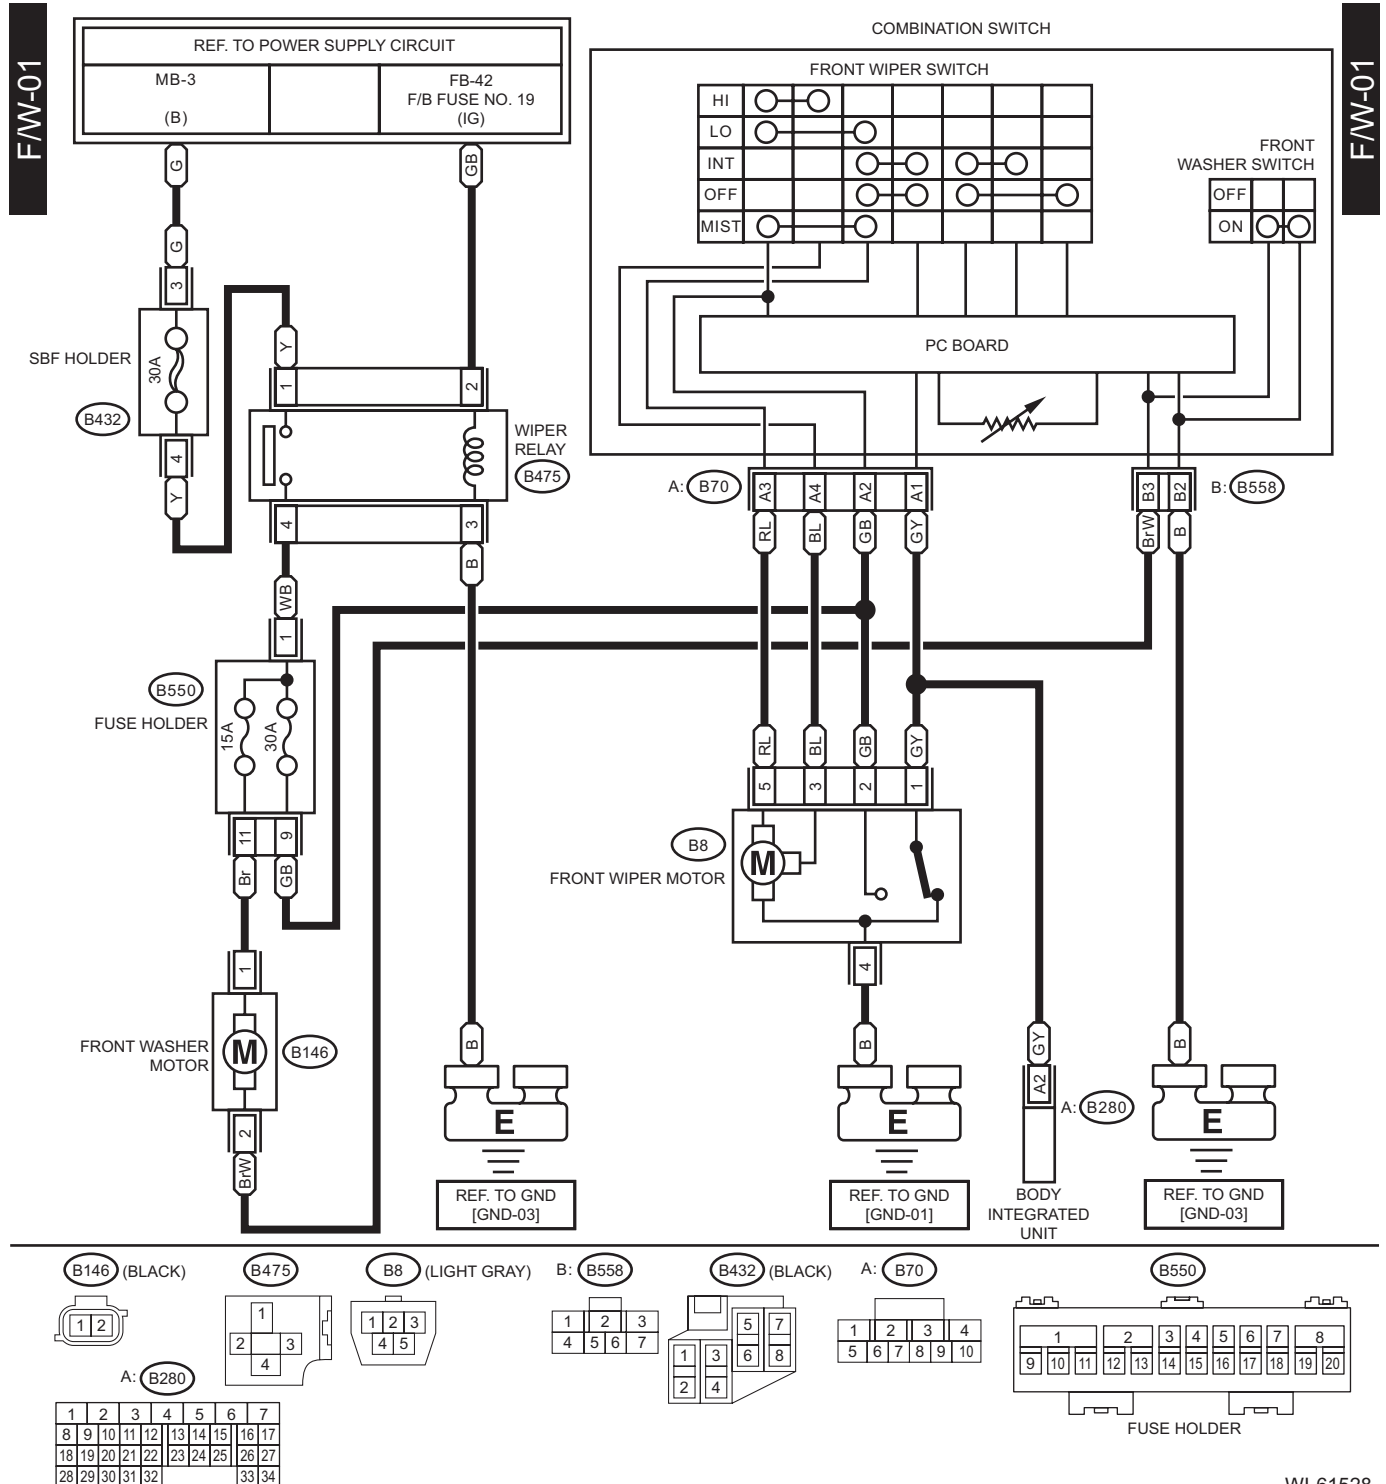 F/W-01
F/W-01
REF. TO POWER SUPPLY CIRCUIT
MB-3
(B)
FB-42
F/B FUSE NO. 19
(IG)
COMBINATION SWITCH
FRONT WIPER SWITCH
HI
LO
INT
OFF
MIST
FRONT
WASHER SWITCH
OFF
ON
PC BOARD
G
G
3
GB
SBF HOLDER
30A
B432
4
Y
Y
1
2
WIPER
RELAY
B475
4
3
B
WB
1
B550
FUSE HOLDER
15A
30A
11
9
Br
GB
1
FRONT WASHER
MOTOR
M
B146
2
BrW
A: B70
A3
A4
A2
A1
RL
BL
GB
GY
B3
B2
B: B558
BrW
B
RL
BL
GB
GY
5
3
2
1
B8
FRONT WIPER MOTOR
M
4
B
B
GY
B
E
E
A2
A: B280
E
REF. TO GND
[GND-03]
REF. TO GND
[GND-01]
BODY
INTEGRATED
UNIT
REF. TO GND
[GND-03]
B146 (BLACK)
1 2
B475
1
2 3
4
B8 (LIGHT GRAY)
1 2 3
4 5
B: B558
1 2 3
4 5 6 7
B432 (BLACK)
5 7
1 3 6 8
2 4
A: B70
1 2 3 4
5 6 7 8 9 10
B550
1 2 3 4 5 6 7 8
9 10 11 12 13 14 15 16 17 18 19 20
FUSE HOLDER
A: B280
1 2 3 4 5 6 7
8 9 10 11 12 13 14 15 16 17
18 19 20 21 22 23 24 25 26 27
28 29 30 31 32 33 34
WI-61528